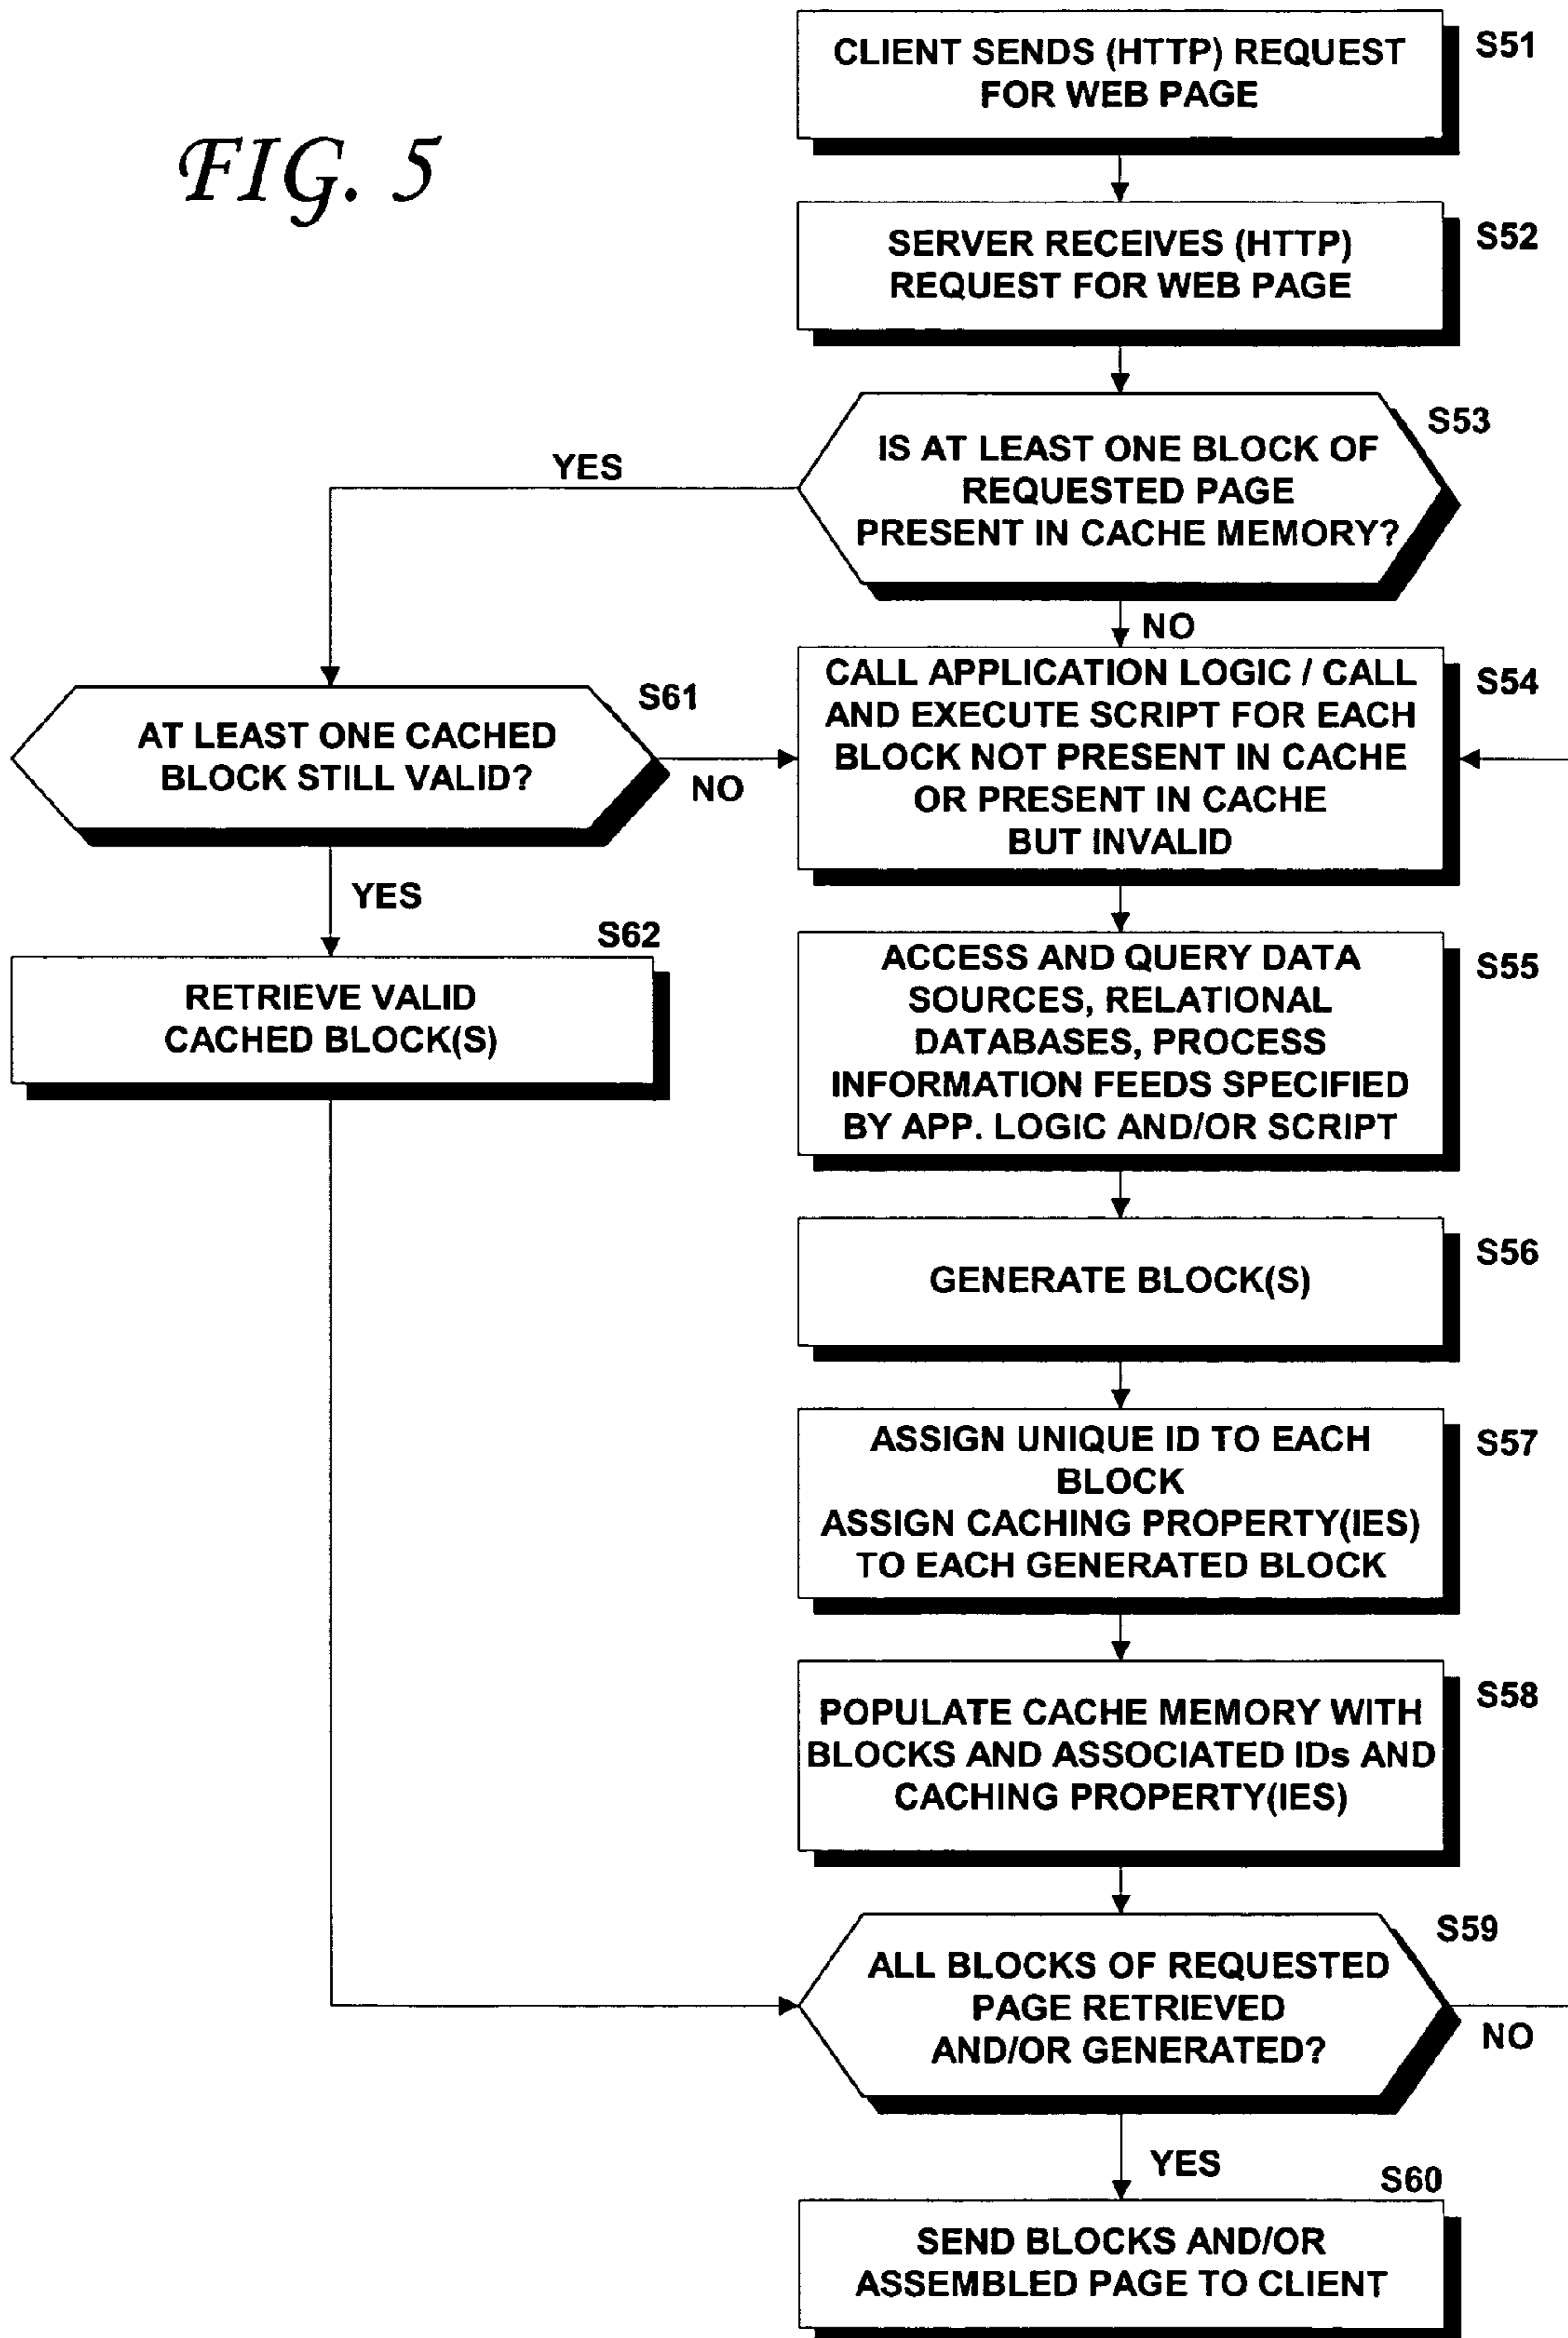 FIG. 5
CLIENT SENDS (HTTP) REQUEST
FOR WEB PAGE
S51
SERVER RECEIVES (HTTP)
REQUEST FOR WEB PAGE
S52
IS AT LEAST ONE BLOCK OF
REQUESTED PAGE
PRESENT IN CACHE MEMORY?
S53
YES
NO
AT LEAST ONE CACHED
BLOCK STILL VALID?
S61
NO
YES
CALL APPLICATION LOGIC / CALL
AND EXECUTE SCRIPT FOR EACH
BLOCK NOT PRESENT IN CACHE
OR PRESENT IN CACHE
BUT INVALID
S54
S62
RETRIEVE VALID
CACHED BLOCK(S)
ACCESS AND QUERY DATA
SOURCES, RELATIONAL
DATABASES, PROCESS
INFORMATION FEEDS SPECIFIED
BY APP. LOGIC AND/OR SCRIPT
S55
GENERATE BLOCK(S)
S56
ASSIGN UNIQUE ID TO EACH
BLOCK
ASSIGN CACHING PROPERTY(IES)
TO EACH GENERATED BLOCK
S57
POPULATE CACHE MEMORY WITH
BLOCKS AND ASSOCIATED IDs AND
CACHING PROPERTY(IES)
S58
ALL BLOCKS OF REQUESTED
PAGE RETRIEVED
AND/OR GENERATED?
S59
NO
YES
S60
SEND BLOCKS AND/OR
ASSEMBLED PAGE TO CLIENT